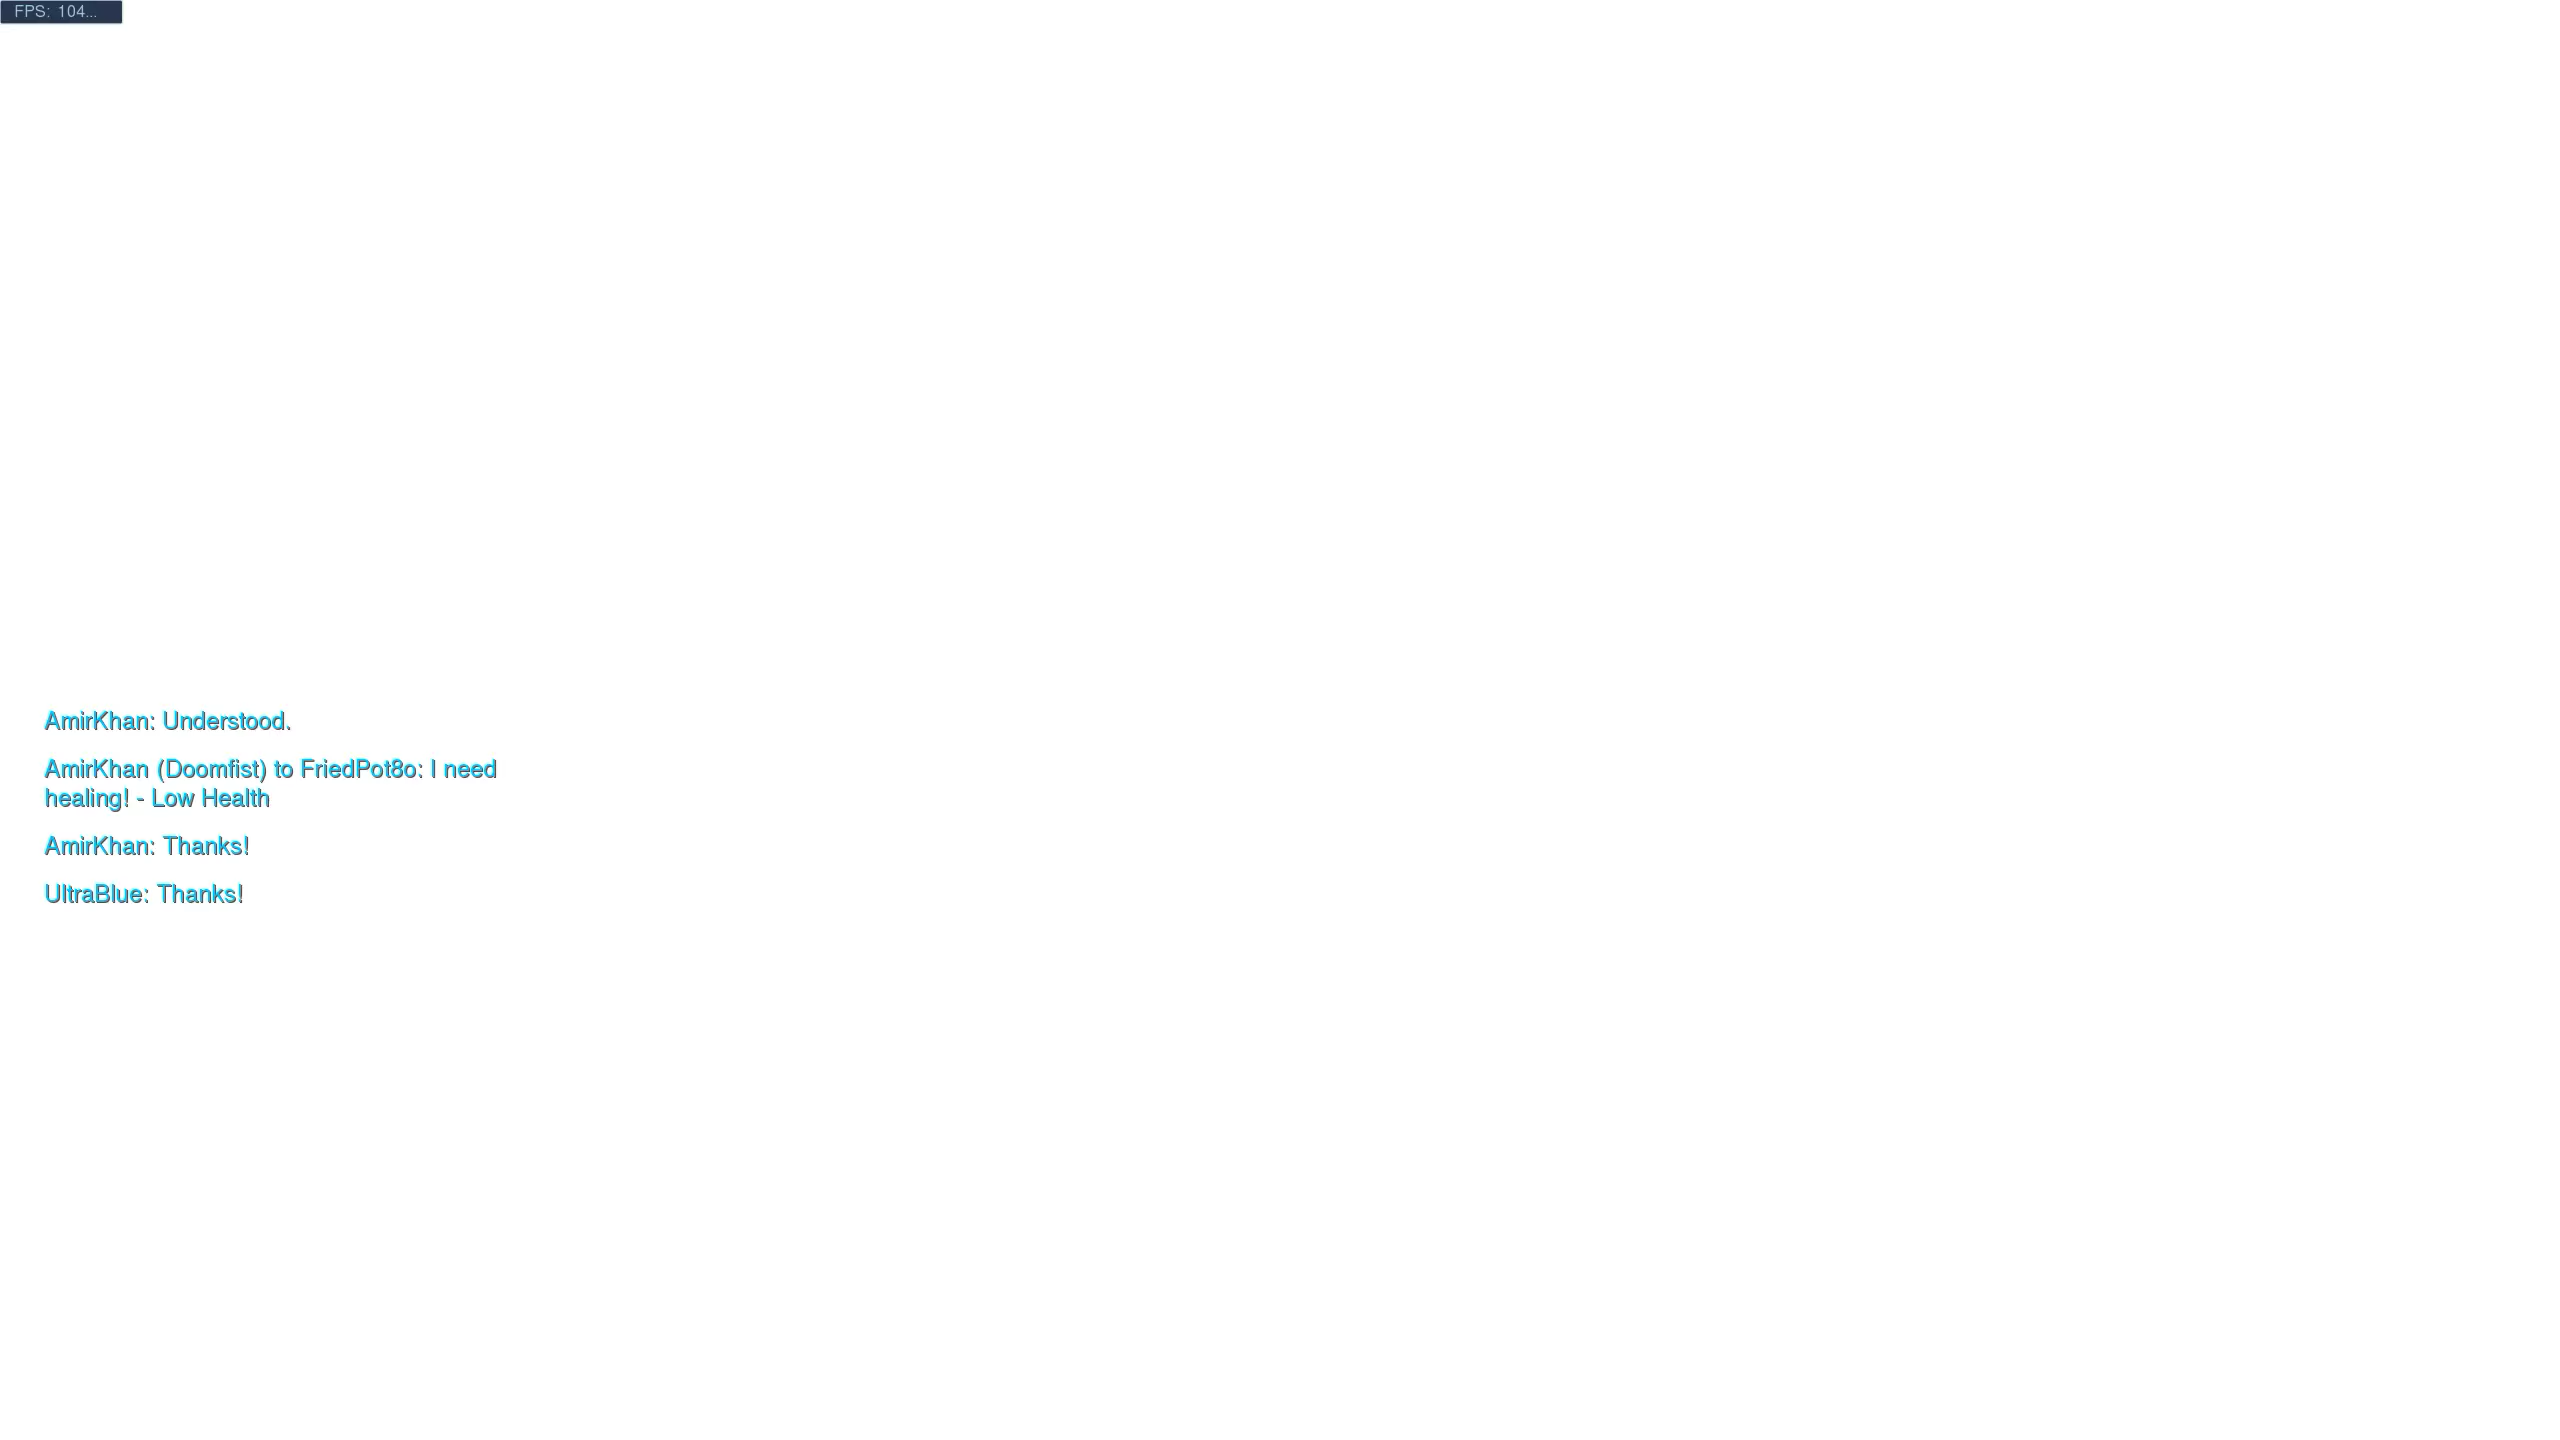 FPS: 104...
AmirKhan: Understood.
AmirKhan (Doomfist) to FriedPot8o: I need
healing! - Low Health
AmirKhan: Thanks!
UltraBlue: Thanks!